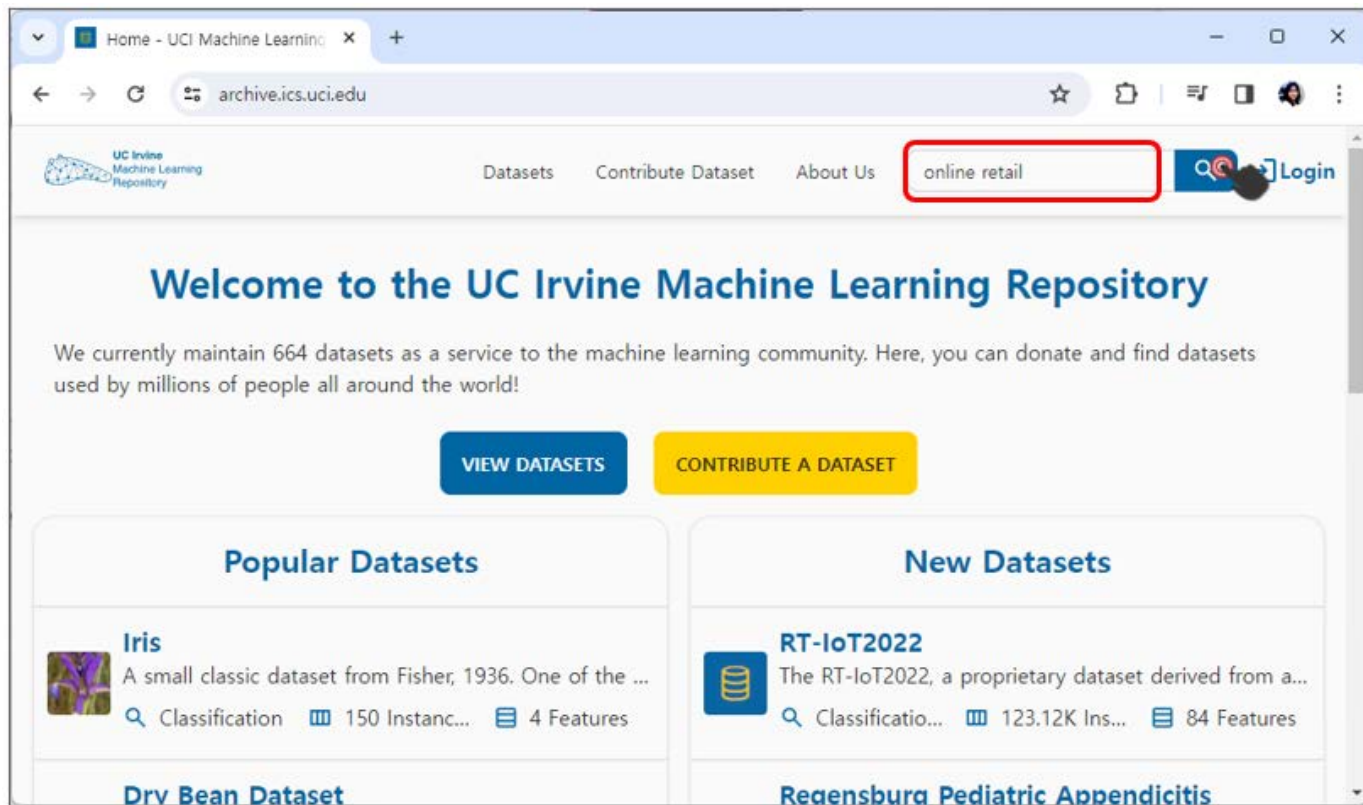 Home - UCI Machine Learning
archive.ics.uci.edu
UC Irvine
Machine Learning
Repository
Datasets
Contribute Dataset
About Us
online retail
Login
Welcome to the UC Irvine Machine Learning Repository
We currently maintain 664 datasets as a service to the machine learning community. Here, you can donate and find datasets
used by millions of people all around the world!
VIEW DATASETS
CONTRIBUTE A DATASET
Popular Datasets
Iris
A small classic dataset from Fisher, 1936. One of the ...
Classification 150 Instanc... 4 Features
Dry Bean Dataset
New Datasets
RT-IoT2022
The RT-IoT2022, a proprietary dataset derived from a...
Classificatio... 123.12K Ins... 84 Features
Regensburg Pediatric Appendicitis